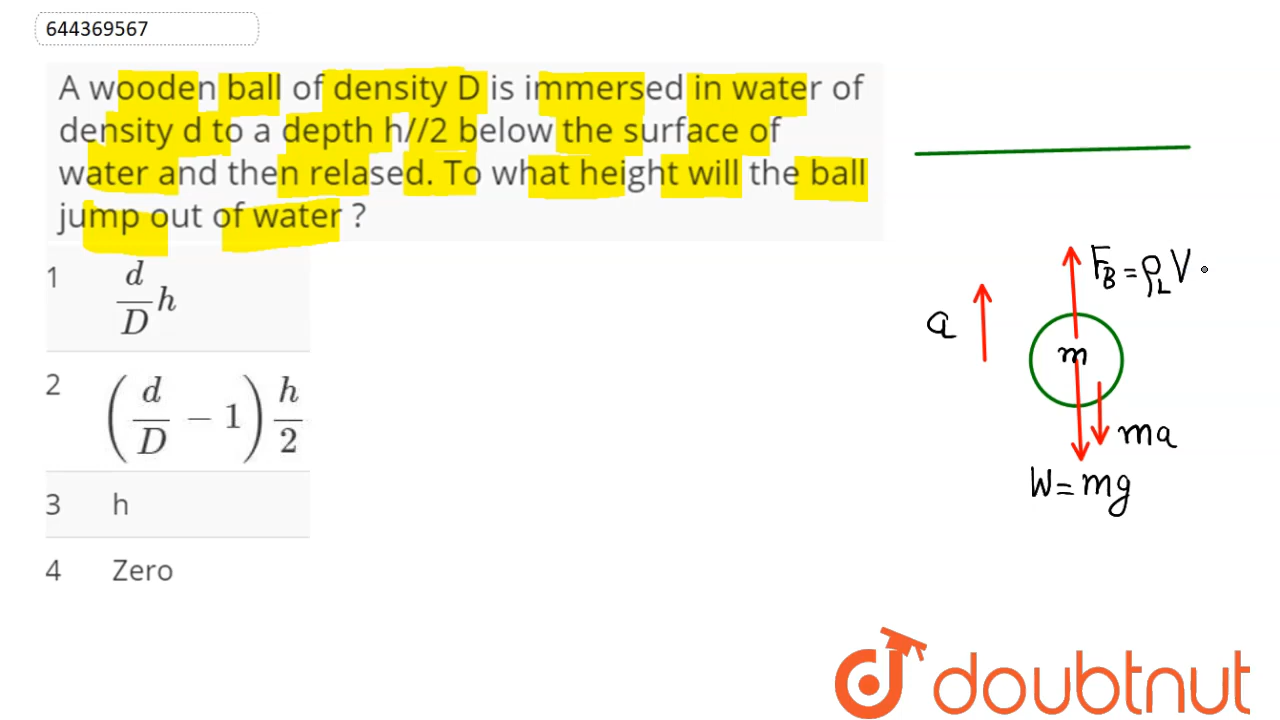 644369567
A wooden ball of density D is immersed in water of
density d to a depth h//2 below the surface of
water and then relased. To what height will the ball
jump out of water ?
1 d/D h
2 (d/D − 1) h/2
3 h
4 Zero
F_B = ρ_L V ·
a
m
ma
W = mg
doubtnut